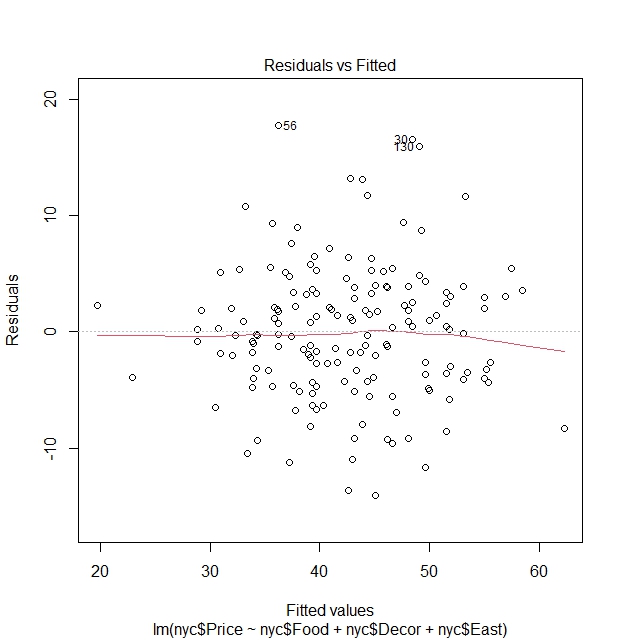 Residuals vs Fitted
20
10
0
-10
Residuals
56
30
130
20 30 40 50 60
Fitted values
lm(nyc$Price ~ nyc$Food + nyc$Decor + nyc$East)